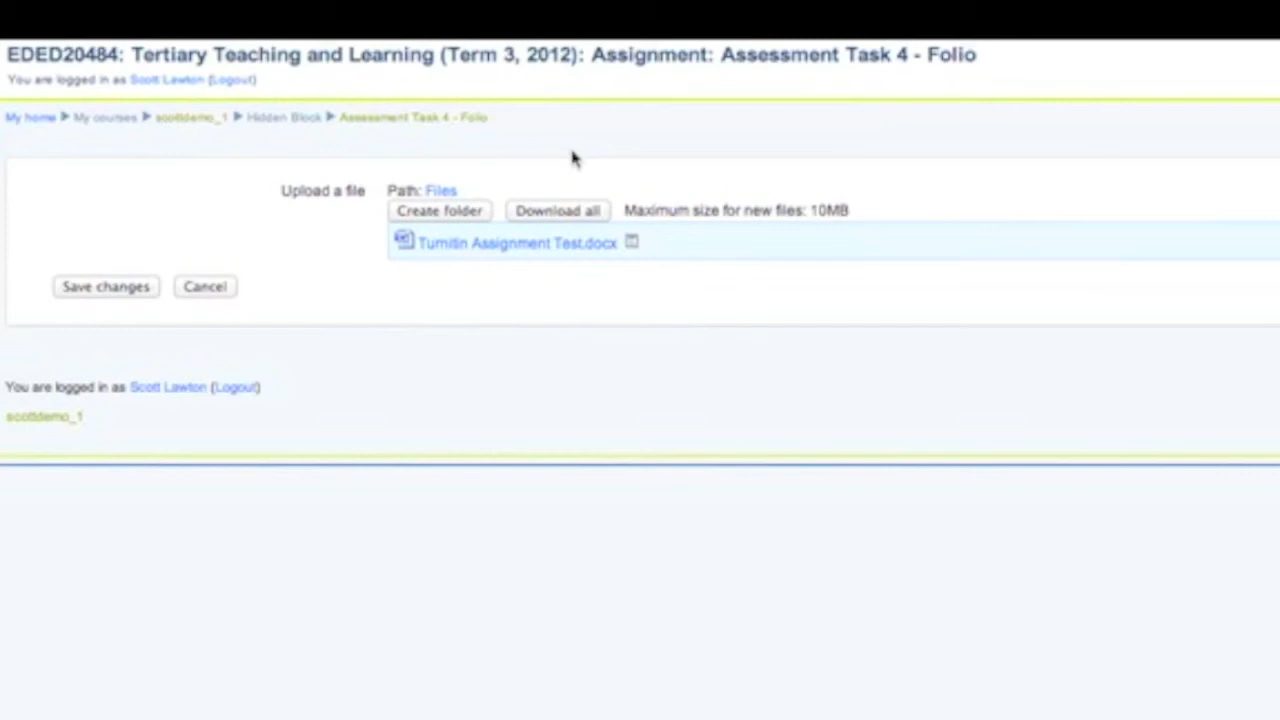 EDED20484: Tertiary Teaching and Learning (Term 3, 2012): Assignment: Assessment Task 4 - Folio
You are logged in as Scott Lawton (Logout)
My home ▶ My courses ▶ scottdemo_1 ▶ Hidden Block ▶ Assessment Task 4 - Folio
Upload a file Path: Files
Create folder Download all Maximum size for new files: 10MB
Turnitin Assignment Test.docx
Save changes Cancel
You are logged in as Scott Lawton (Logout)
scottdemo_1